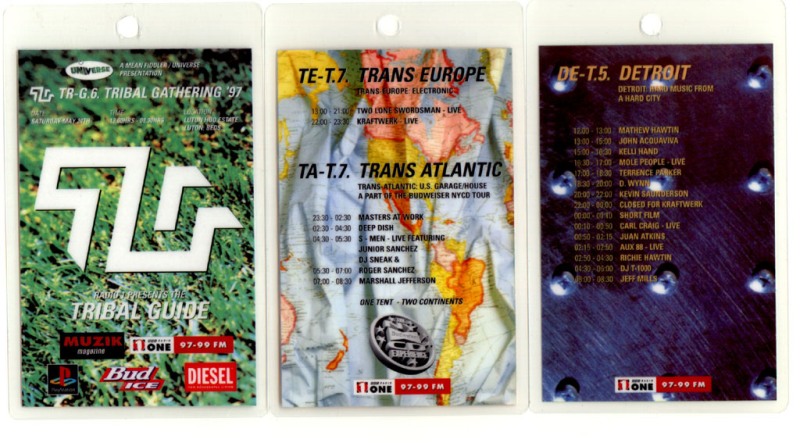 UNIVERSE
A MEAN FIDDLER / UNIVERSE
PRESENTATION
TR-G.6. TRIBAL GATHERING '97
SATURDAY MAY 24TH
LUTON HOO ESTATE
LUTON, BEDS
RADIO 1 PRESENTS THE
TRIBAL GUIDE
MUZIK
magazine
ONE 97-99 FM
Bud
ICE
DIESEL
TE-T.7. TRANS EUROPE
TRANS-EUROPE: ELECTRONIC
TWO LONE SWORDSMAN - LIVE
22:00 - 23:30 KRAFTWERK - LIVE
TA-T.7. TRANS ATLANTIC
TRANS-ATLANTIC: U.S. GARAGE/HOUSE
A PART OF THE BUDWEISER NYCD TOUR
23:30 - 02:30 MASTERS AT WORK
02:30 - 04:30 DEEP DISH
04:30 - 05:30 S - MEN - LIVE FEATURING
JUNIOR SANCHEZ
DJ SNEAK &
05:30 - 07:00 ROGER SANCHEZ
07:00 - 08:30 MARSHALL JEFFERSON
ONE TENT - TWO CONTINENTS
ONE 97-99 FM
DE-T.5. DETROIT
DETROIT: HARD MUSIC FROM
A HARD CITY
MATHEW HAWTIN
JOHN ACQUAVIVA
KELLI HAND
MOLE PEOPLE - LIVE
TERRENCE PARKER
D. WYNN
KEVIN SAUNDERSON
CLOSED FOR KRAFTWERK
SHORT FILM
CARL CRAIG - LIVE
JUAN ATKINS
AUX 88 - LIVE
RICHIE HAWTIN
DJ T-1000
JEFF MILLS
ONE 97-99 FM